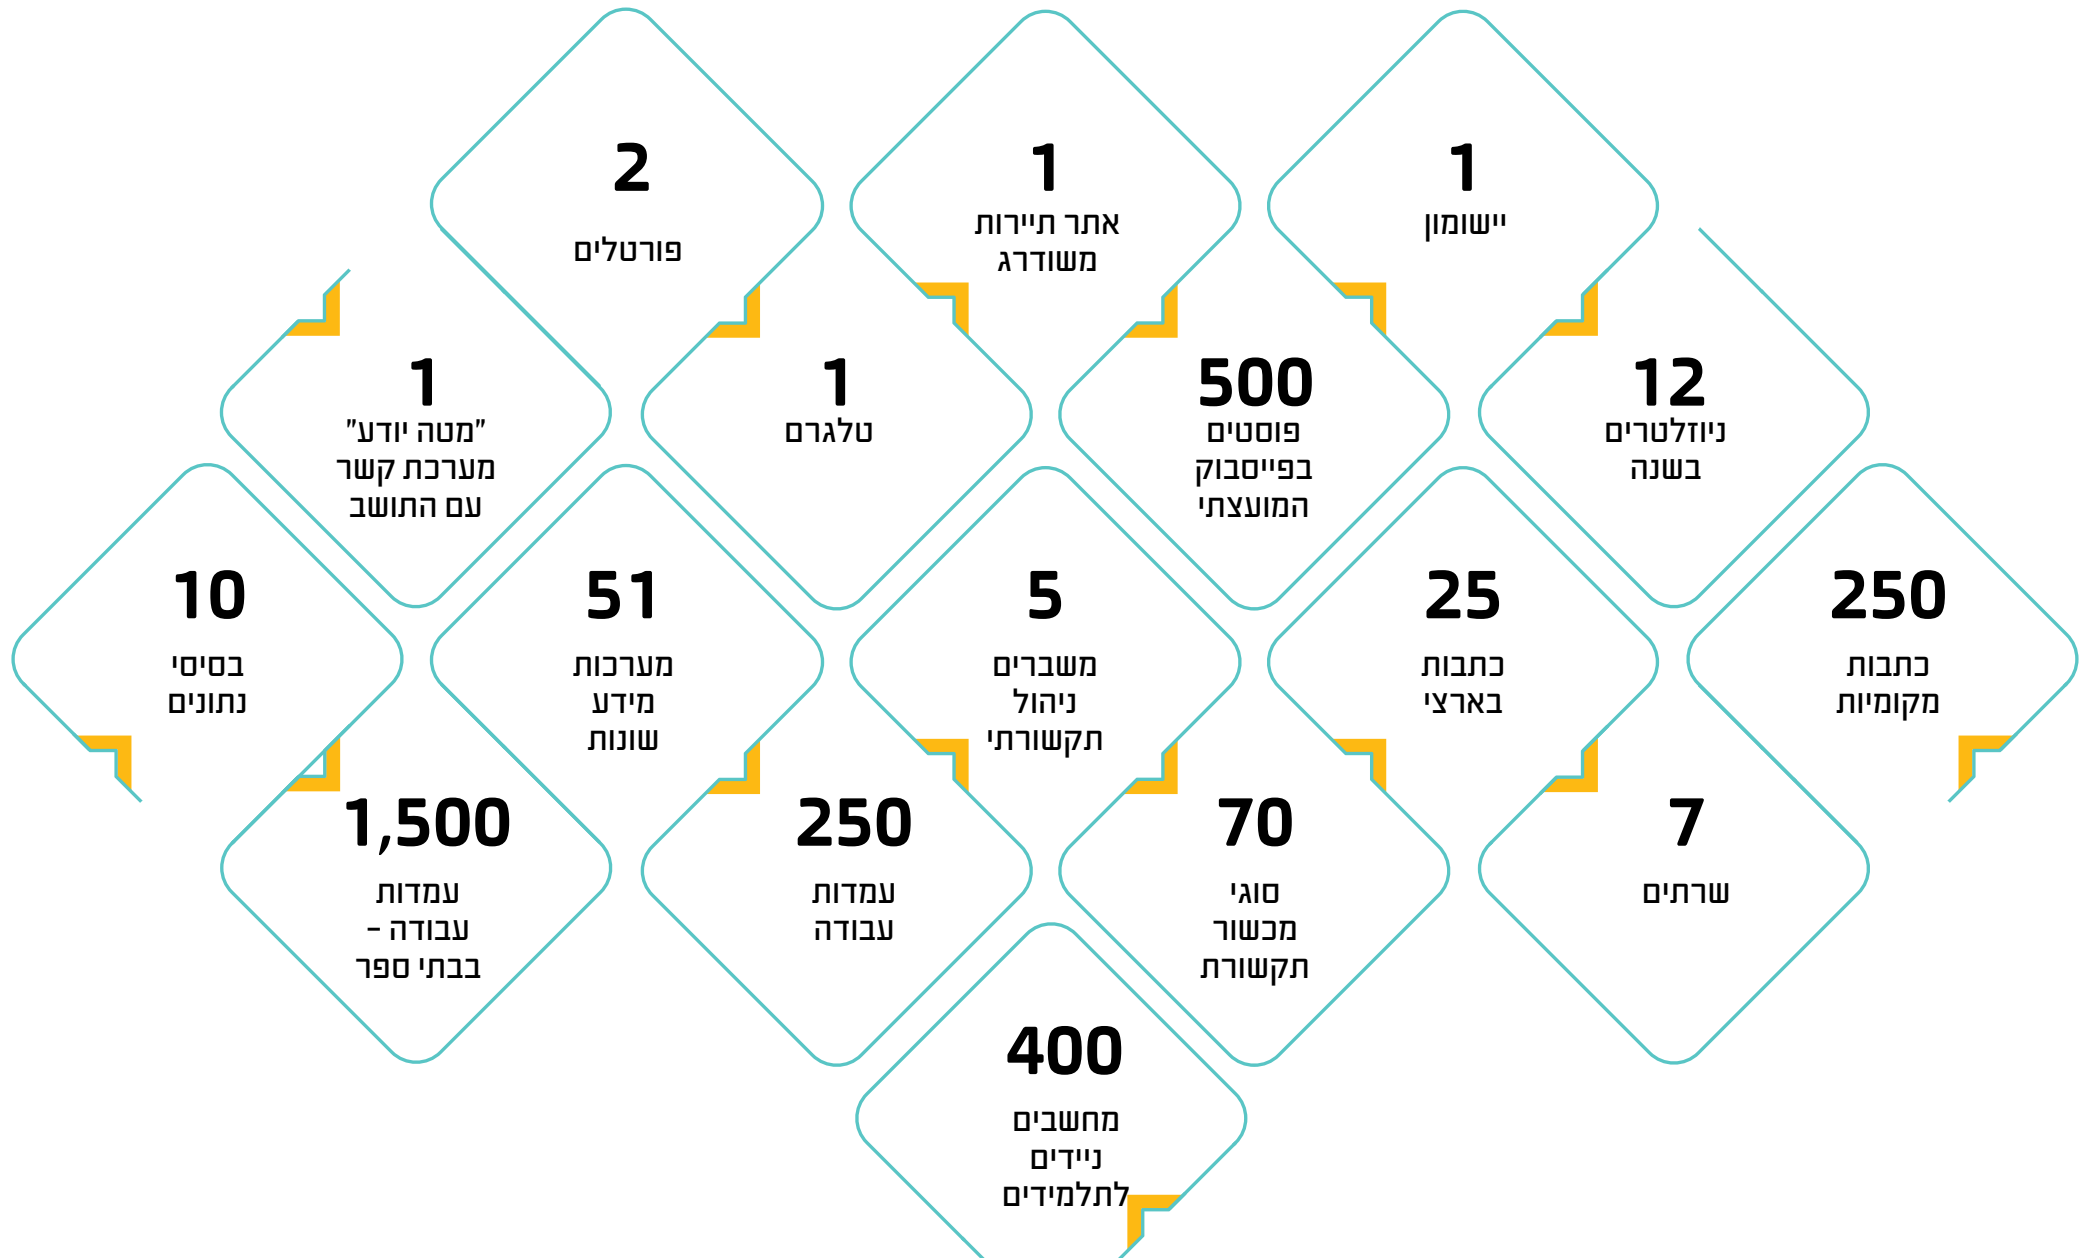 1
יישומון
1
אתר תיירות
משודרג
2
פורטלים
12
ניוזלטרים
בשנה
500
פוסטים
בפייסבוק
המועצתי
1
טלגרם
1
"מטה יודע"
מערכת קשר
עם התושב
250
כתבות
מקומיות
25
כתבות
בארצי
5
משברים
ניהול
תקשורתי
51
מערכות
מידע
שונות
10
בסיסי
נתונים
7
שרתים
70
סוגי
מכשור
תקשורת
250
עמדות
עבודה
1,500
עמדות
עבודה -
בבתי ספר
400
מחשבים
ניידים
לתלמידים